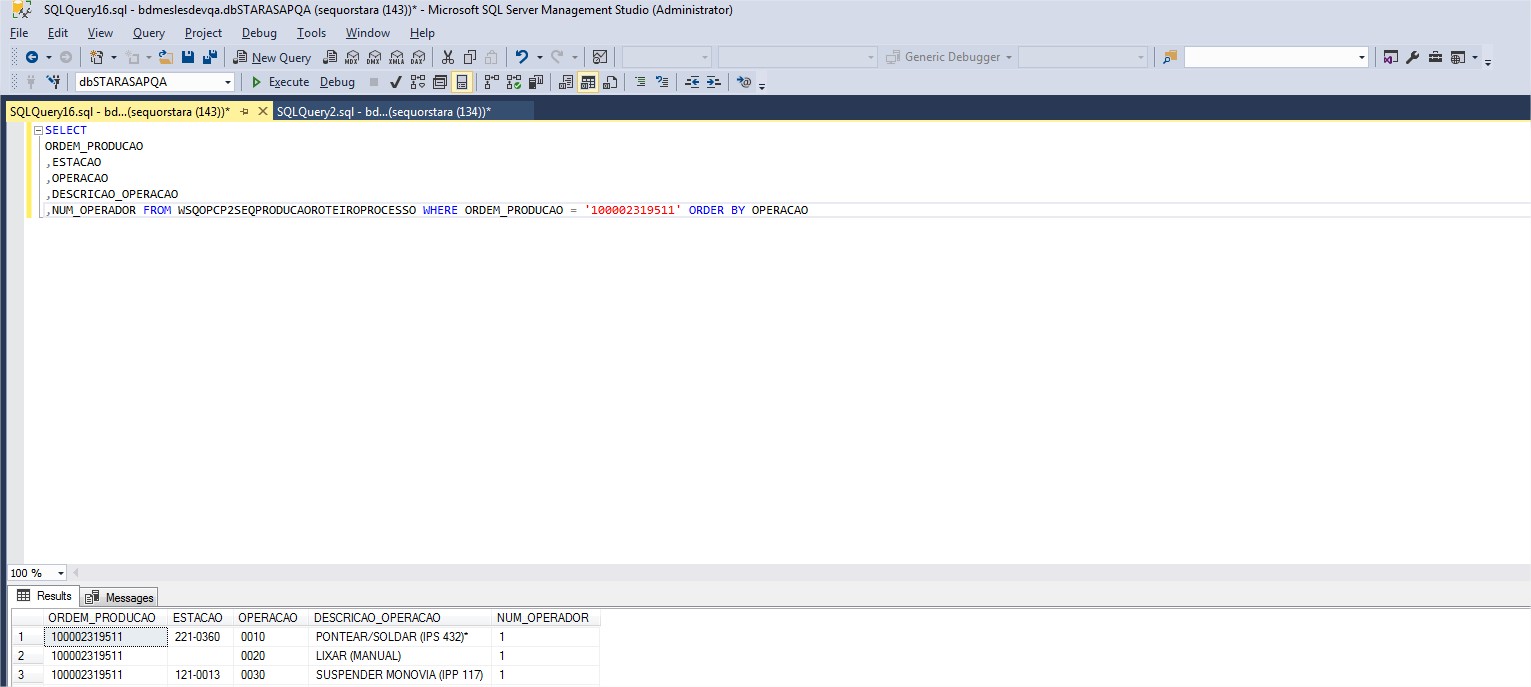 SQLQuery16.sql - bdmeslesdevqa.dbSTARASAPQA (sequorstara (143))* - Microsoft SQL Server Management Studio (Administrator)
File Edit View Query Project Debug Tools Window Help
New Query MDX DMX XMLA DAX Generic Debugger
dbSTARASAPQA Execute Debug
SQLQuery16.sql - bd...(sequorstara (143))* SQLQuery2.sql - bd...(sequorstara (134))*
SELECT
ORDEM_PRODUCAO
,ESTACAO
,OPERACAO
,DESCRICAO_OPERACAO
,NUM_OPERADOR FROM WSQOPCP2SEQPRODUCAOROTEIROPROCESSO WHERE ORDEM_PRODUCAO = '100002319511' ORDER BY OPERACAO
100 %
Results Messages
ORDEM_PRODUCAO ESTACAO OPERACAO DESCRICAO_OPERACAO NUM_OPERADOR
1 100002319511 221-0360 0010 PONTEAR/SOLDAR (IPS 432)* 1
2 100002319511 0020 LIXAR (MANUAL) 1
3 100002319511 121-0013 0030 SUSPENDER MONOVIA (IPP 117) 1